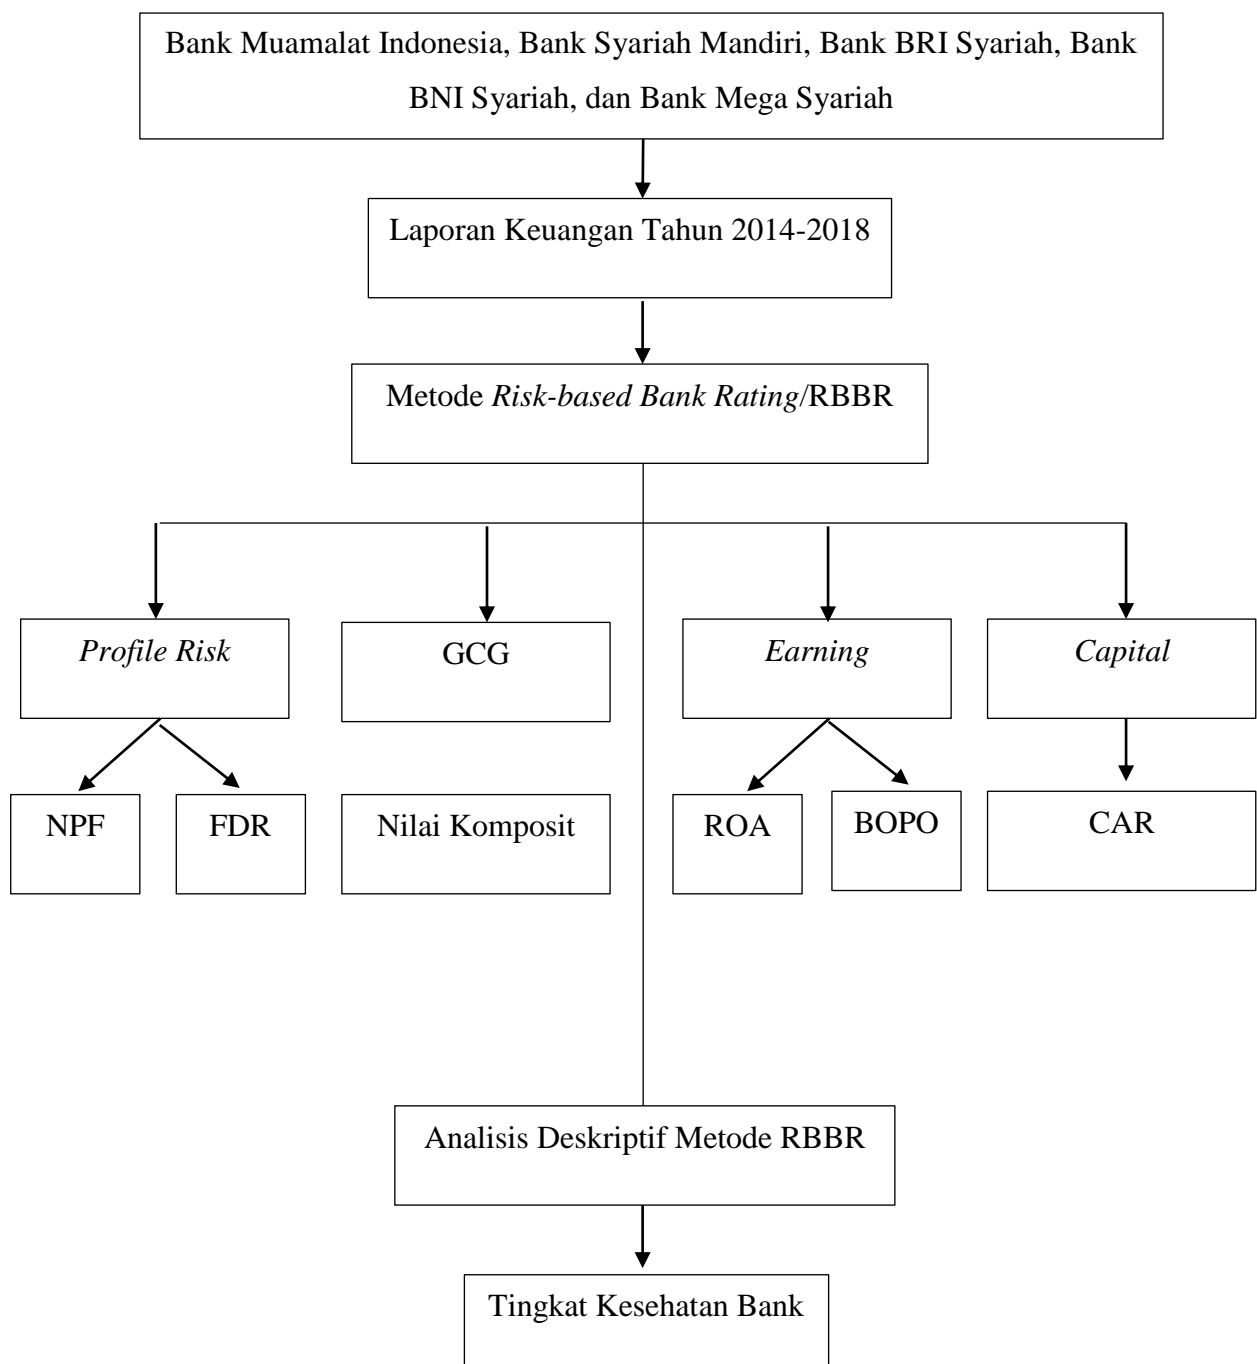 Bank Muamalat Indonesia, Bank Syariah Mandiri, Bank BRI Syariah, Bank
BNI Syariah, dan Bank Mega Syariah
Laporan Keuangan Tahun 2014-2018
Metode Risk-based Bank Rating/RBBR
Profile Risk
GCG
Earning
Capital
NPF
FDR
Nilai Komposit
ROA
BOPO
CAR
Analisis Deskriptif Metode RBBR
Tingkat Kesehatan Bank